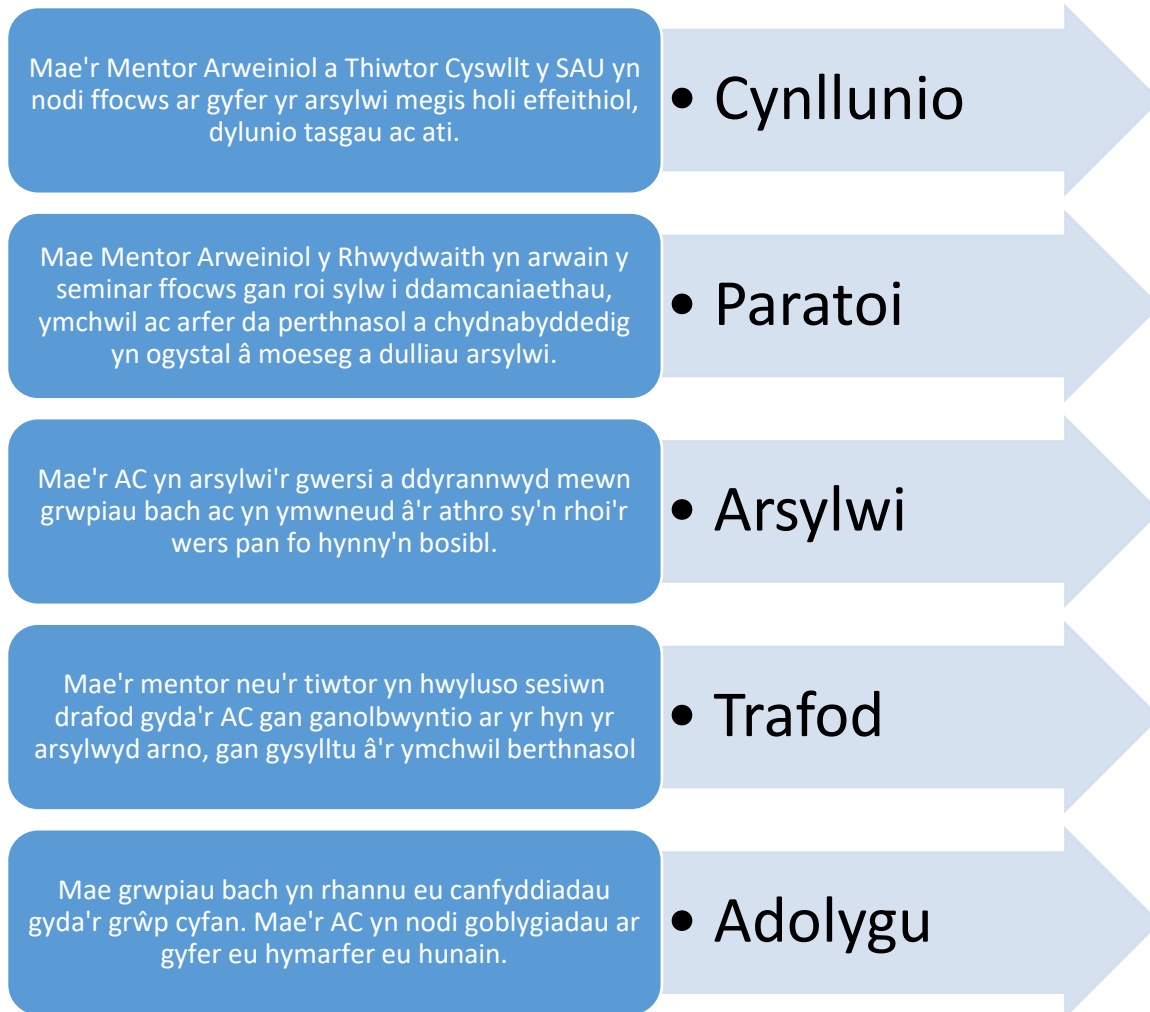 Mae'r Mentor Arweiniol a Thiwtor Cyswllt y SAU yn
nodi ffocws ar gyfer yr arsylwi megis holi effeithiol,
dylunio tasgau ac ati.
• Cynllunio
Mae Mentor Arweiniol y Rhwydwaith yn arwain y
seminar ffocws gan roi sylw i ddamcaniaethau,
ymchwil ac arfer da perthnasol a chydnabyddedig
yn ogystal â moeseg a dulliau arsylwi.
• Paratoi
Mae'r AC yn arsylwi'r gwersi a ddyrannwyd mewn
grwpiau bach ac yn ymwneud â'r athro sy'n rhoi'r
wers pan fo hynny'n bosibl.
• Arsylwi
Mae'r mentor neu'r tiwtor yn hwyluso sesiwn
drafod gyda'r AC gan ganolbwyntio ar yr hyn yr
arsylwyd arno, gan gysylltu â'r ymchwil berthnasol
• Trafod
Mae grwpiau bach yn rhannu eu canfyddiadau
gyda'r grŵp cyfan. Mae'r AC yn nodi goblygiadau ar
gyfer eu hymarfer eu hunain.
• Adolygu